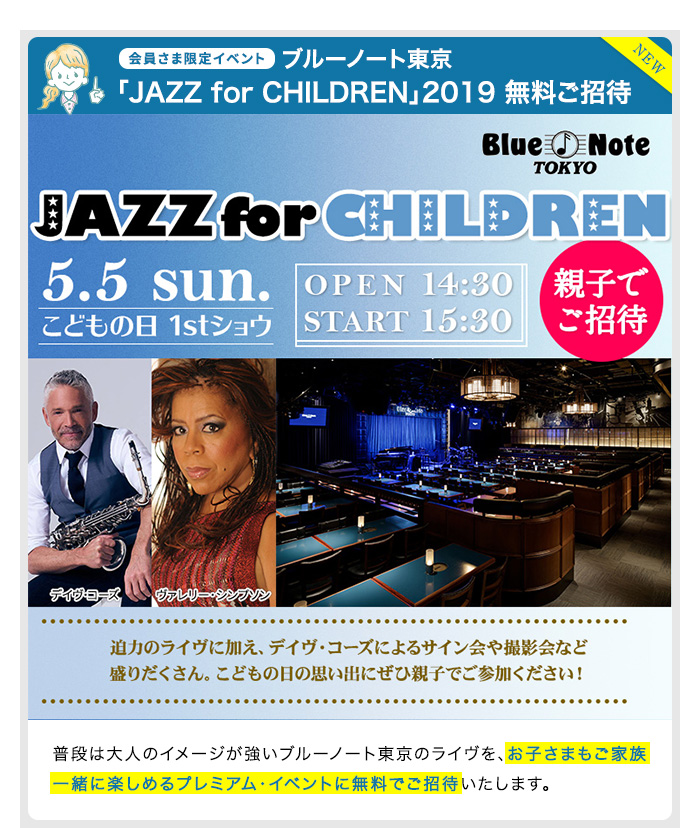 会員さま限定イベント ブルーノート東京
「JAZZ for CHILDREN」2019 無料ご招待
NEW
Blue Note
TOKYO
JAZZ for CHILDREN
5.5 sun.
こどもの日 1stショウ
OPEN 14:30
START 15:30
親子で
ご招待
Blue Note
デイヴ・コーズ
ヴァレリー・シンプソン
迫力のライヴに加え、デイヴ・コーズによるサイン会や撮影会など
盛りだくさん。こどもの日の思い出にぜひ親子でご参加ください！
普段は大人のイメージが強いブルーノート東京のライヴを、お子さまもご家族
一緒に楽しめるプレミアム・イベントに無料でご招待いたします。